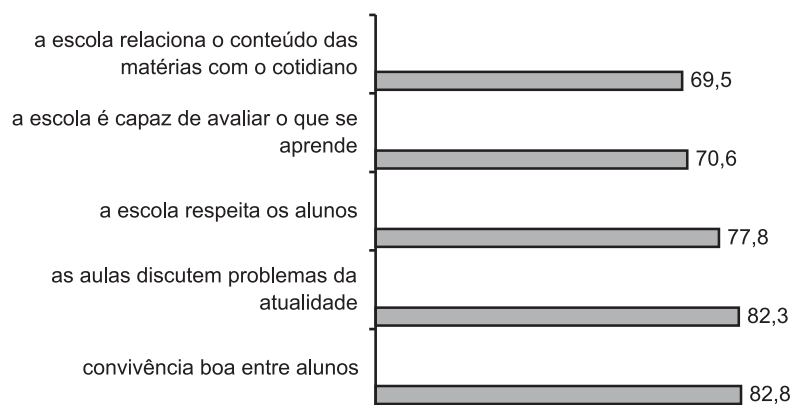 a escola relaciona o conteúdo das
matérias com o cotidiano
69,5
a escola é capaz de avaliar o que se
aprende
70,6
a escola respeita os alunos
77,8
as aulas discutem problemas da
atualidade
82,3
convivência boa entre alunos
82,8